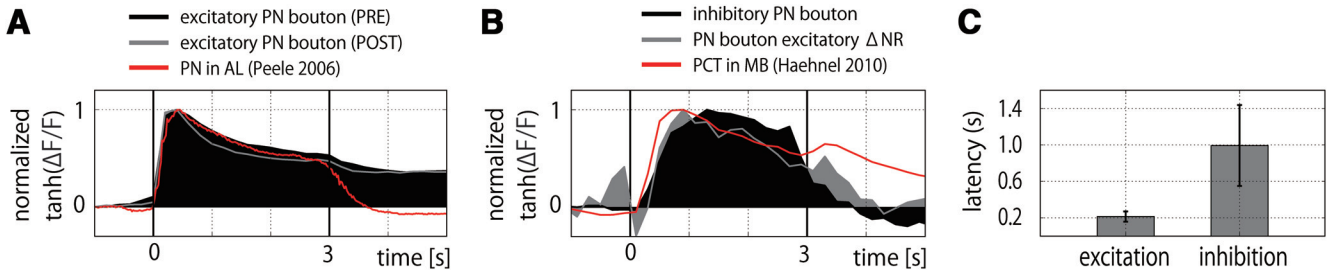 A
excitatory PN bouton (PRE)
excitatory PN bouton (POST)
PN in AL (Peele 2006)
normalized
tanh(ΔF/F)
1
0
0
3
time [s]
B
inhibitory PN bouton
PN bouton excitatory Δ NR
PCT in MB (Haehnel 2010)
normalized
tanh(ΔF/F)
1
0
0
3
time [s]
C
latency (s)
1.4
1.0
0.6
0.2
excitation
inhibition